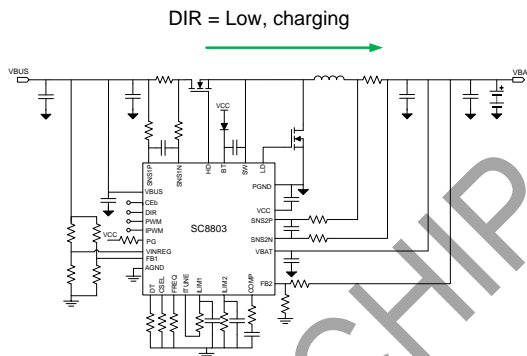 DIR = Low, charging
VBUS
VBA
VCC
SNS1P
SNS1N
HD
BT
SW
LD
VBUS
CEb
DIR
PWM
IPWM
VCC
PG
VINREG
FB1
AGND
SC8803
PGND
VCC
SNS2P
SNS2N
VBAT
FB2
DT
CSEL
FREQ
ITUNE
ILIM1
ILIM2
COMP
CHIP